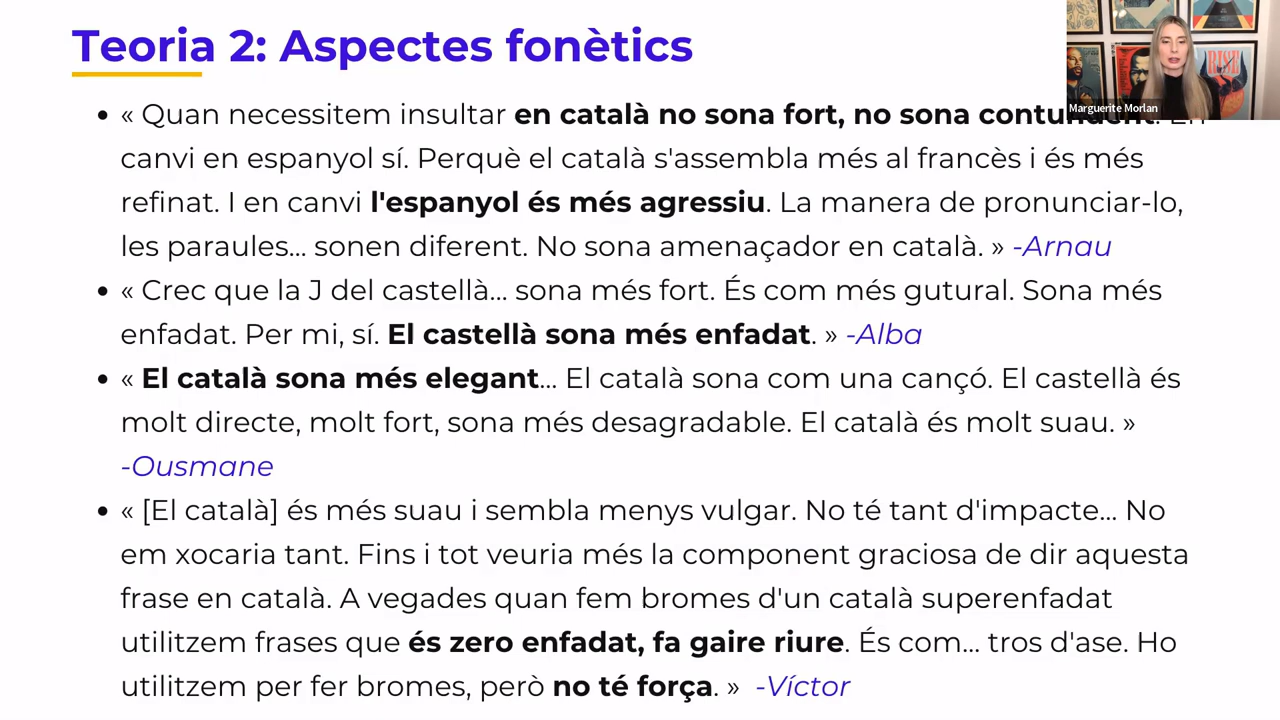 Teoria 2: Aspectes fonètics
Marguerite Morlan
RISE
• « Quan necessitem insultar en català no sona fort, no sona contundent. En
canvi en espanyol sí. Perquè el català s'assembla més al francès i és més
refinat. I en canvi l'espanyol és més agressiu. La manera de pronunciar-lo,
les paraules... sonen diferent. No sona amenaçador en català. » -Arnau
• « Crec que la J del castellà... sona més fort. És com més gutural. Sona més
enfadat. Per mi, sí. El castellà sona més enfadat. » -Alba
• « El català sona més elegant... El català sona com una cançó. El castellà és
molt directe, molt fort, sona més desagradable. El català és molt suau. »
-Ousmane
• « [El català] és més suau i sembla menys vulgar. No té tant d'impacte... No
em xocaria tant. Fins i tot veuria més la component graciosa de dir aquesta
frase en català. A vegades quan fem bromes d'un català superenfadat
utilitzem frases que és zero enfadat, fa gaire riure. És com... tros d'ase. Ho
utilitzem per fer bromes, però no té força. » -Víctor